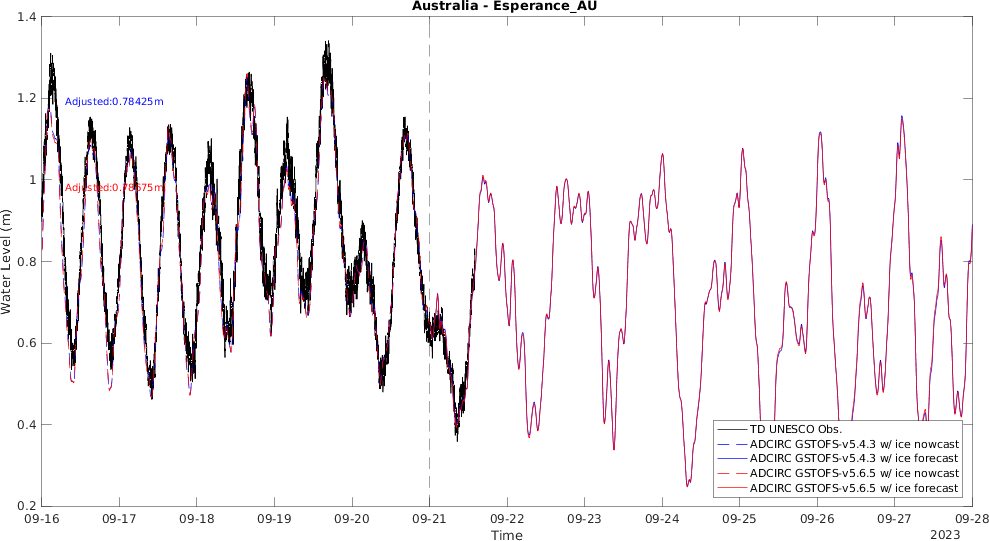 Australia - Esperance_AU
1.4
1.2
1
0.8
0.6
0.4
0.2
Water Level (m)
Adjusted:0.78425m
Adjusted:0.78675m
TD UNESCO Obs.
ADCIRC GSTOFS-v5.4.3 w/ ice nowcast
ADCIRC GSTOFS-v5.4.3 w/ ice forecast
ADCIRC GSTOFS-v5.6.5 w/ ice nowcast
ADCIRC GSTOFS-v5.6.5 w/ ice forecast
09-16 09-17 09-18 09-19 09-20 09-21 09-22 09-23 09-24 09-25 09-26 09-27 09-28
Time
2023